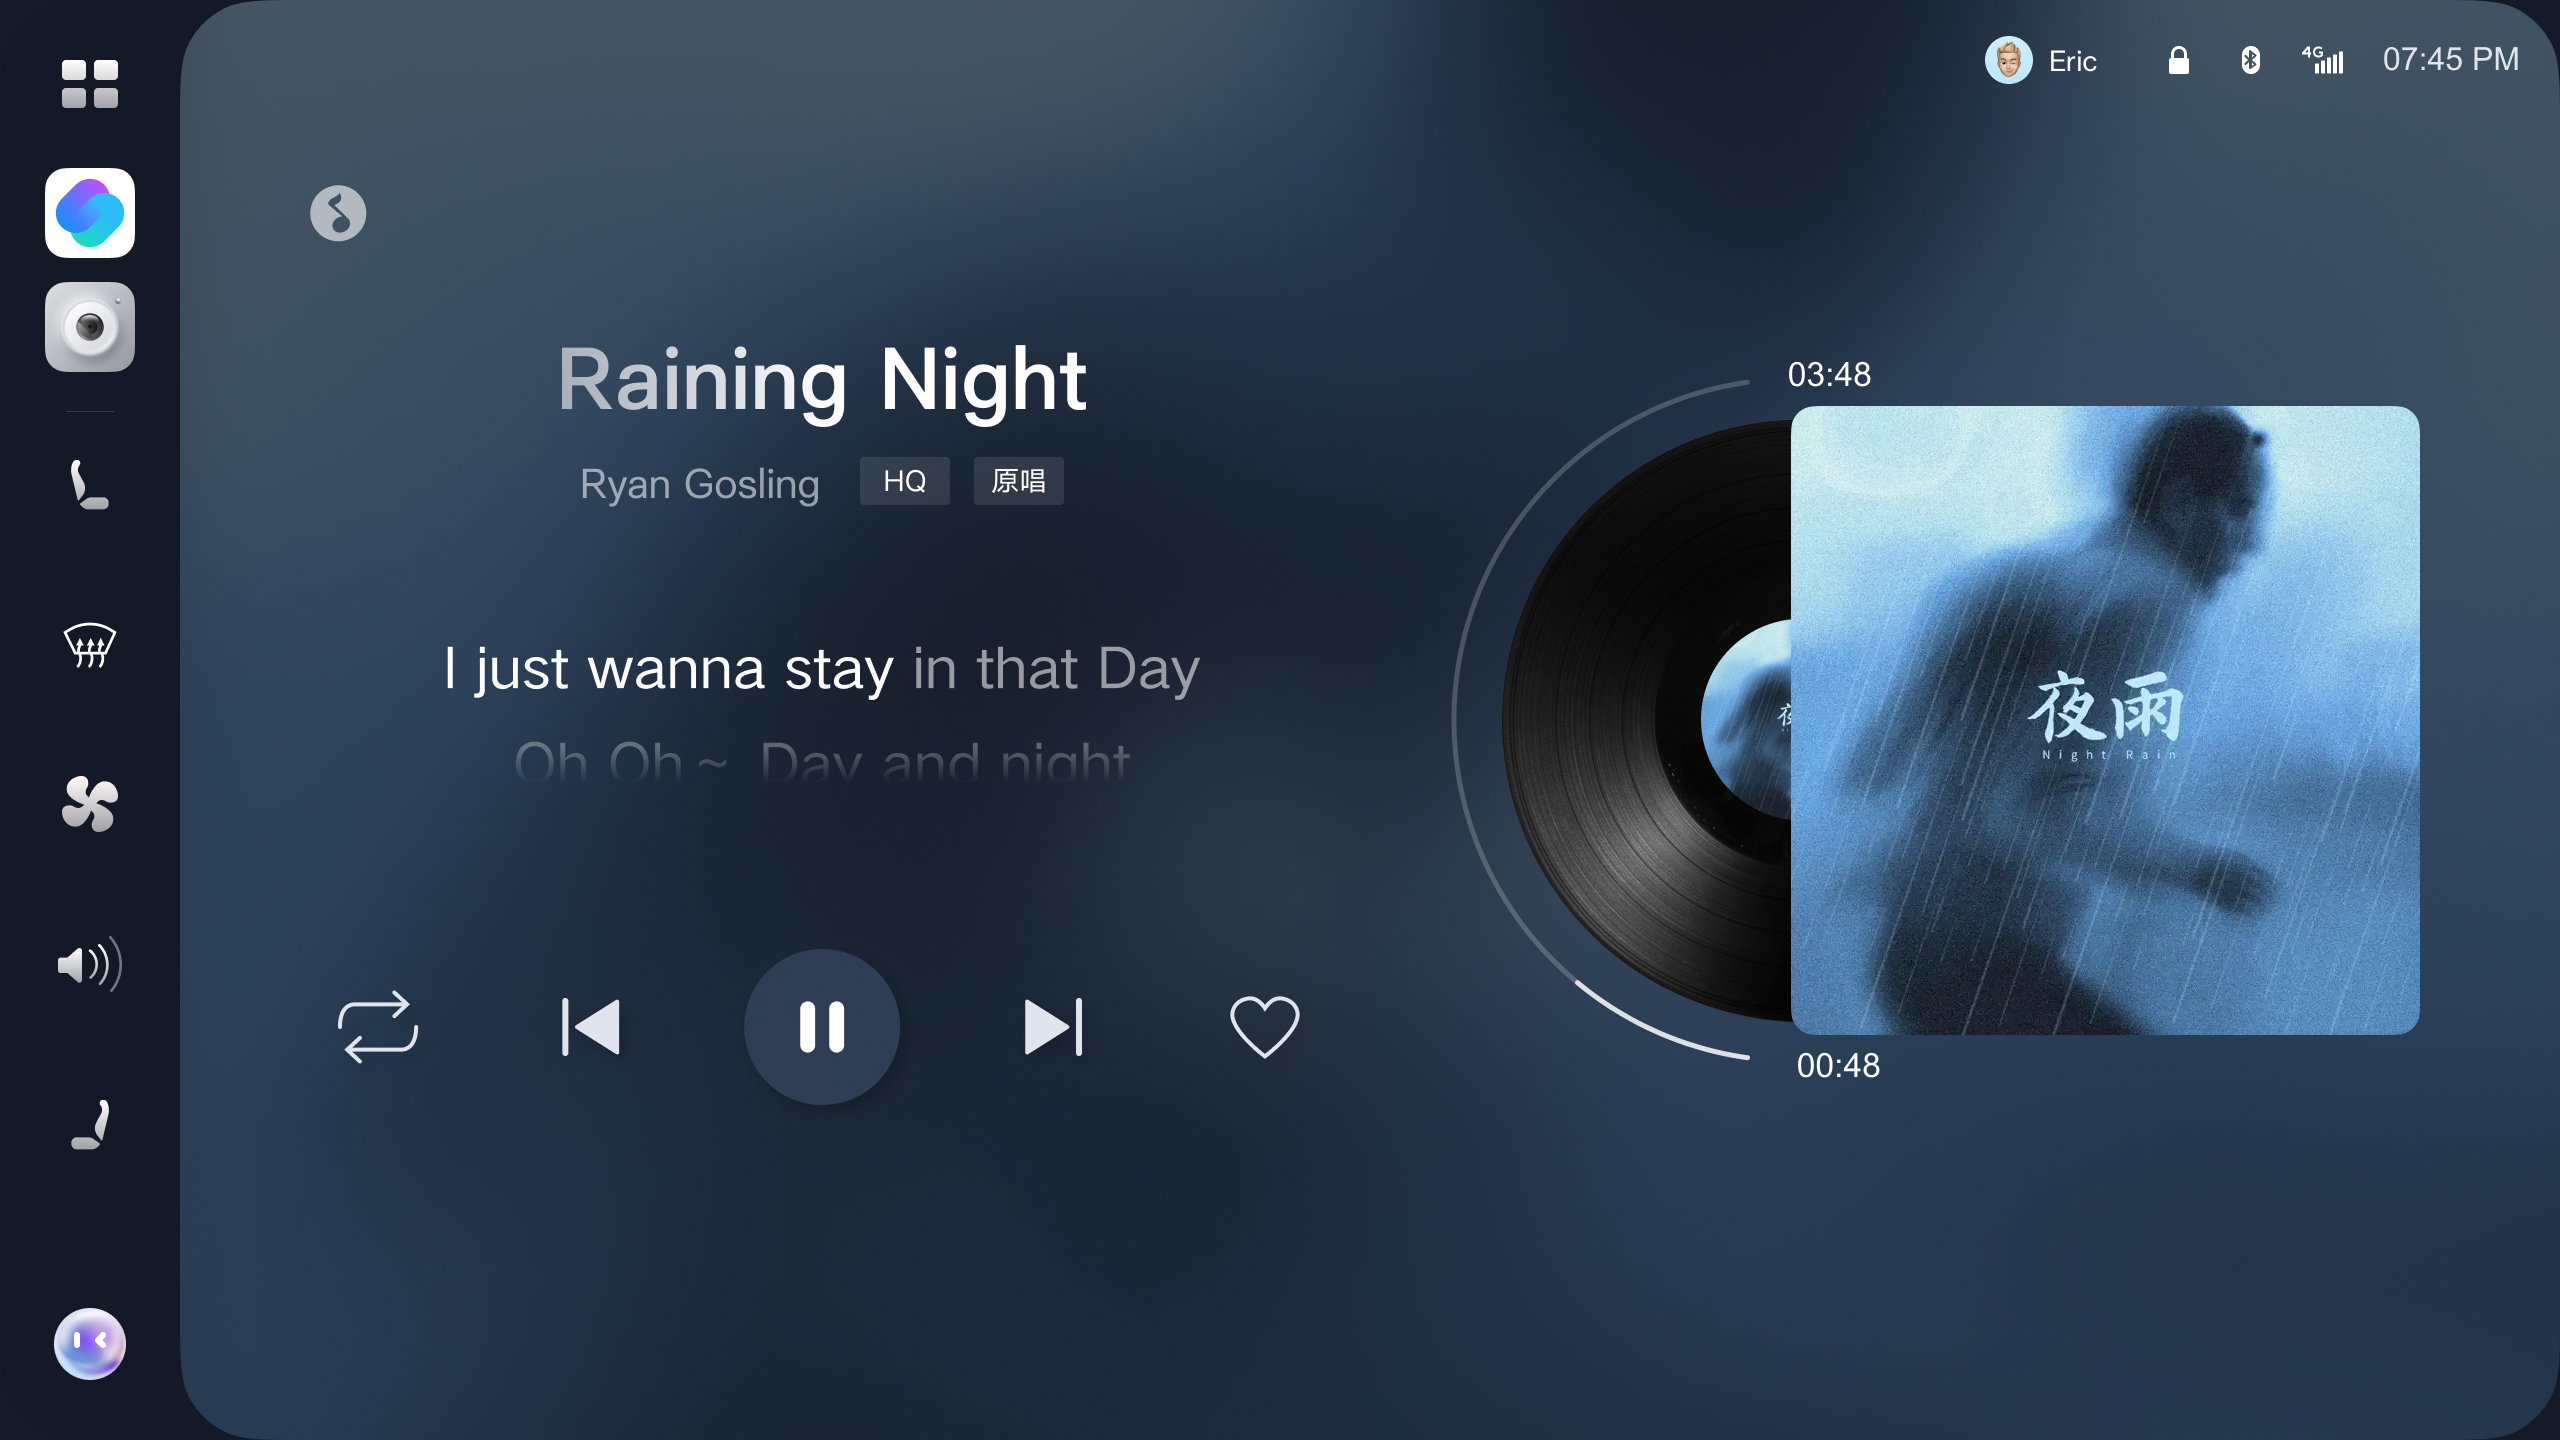 Eric
4G
07:45 PM
Raining Night
Ryan Gosling HQ 原唱
I just wanna stay in that Day
Oh Oh ~ Day and night
03:48
夜雨
Night Rain
00:48